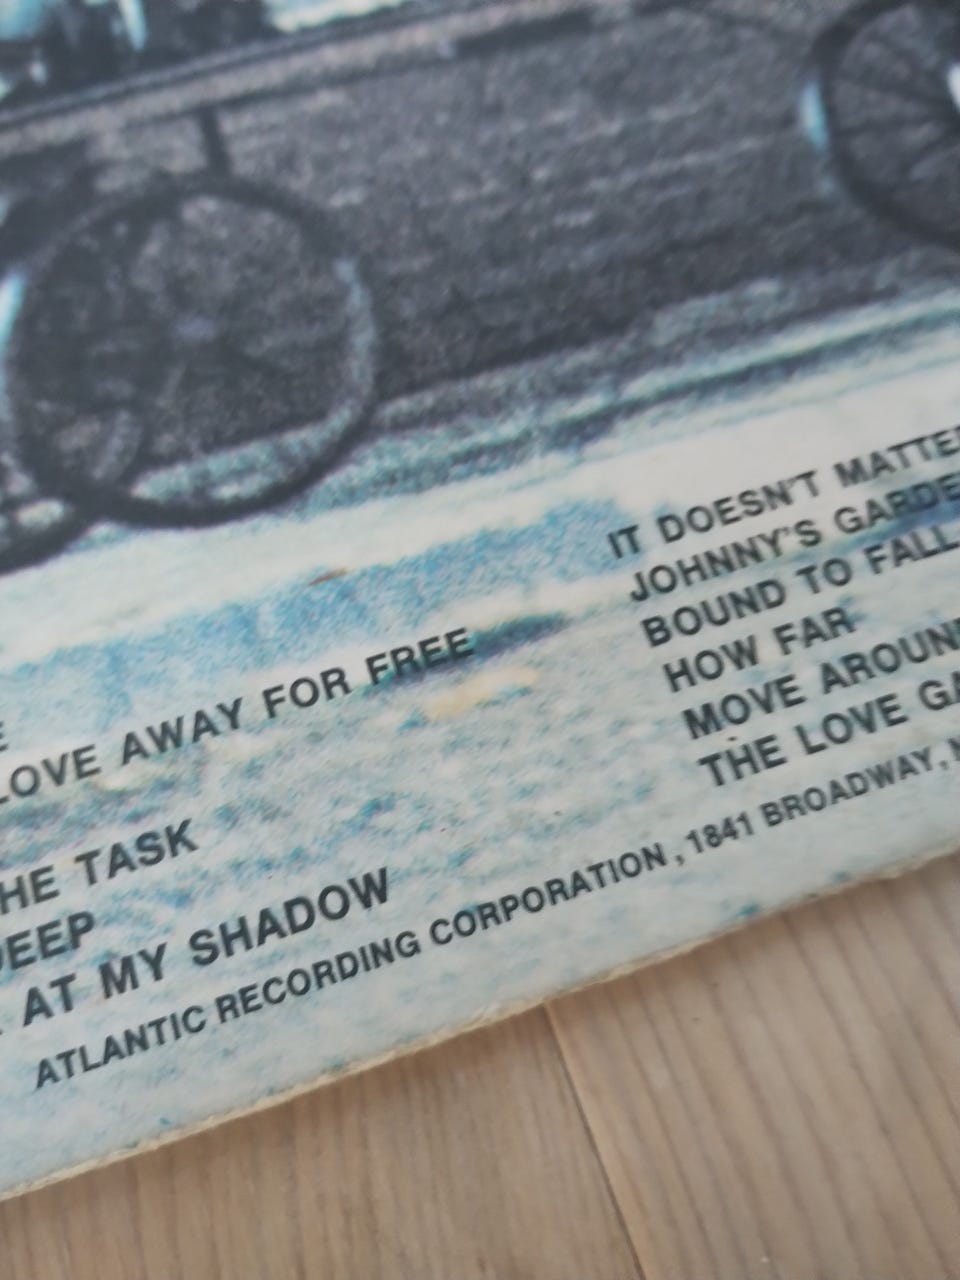 LOVE AWAY FOR FREE
HE TASK
DEEP
AT MY SHADOW
IT DOESN'T MATTE
JOHNNY'S GARDE
BOUND TO FALL
HOW FAR
MOVE AROUN
THE LOVE GA
ATLANTIC RECORDING CORPORATION, 1841 BROADWAY, N